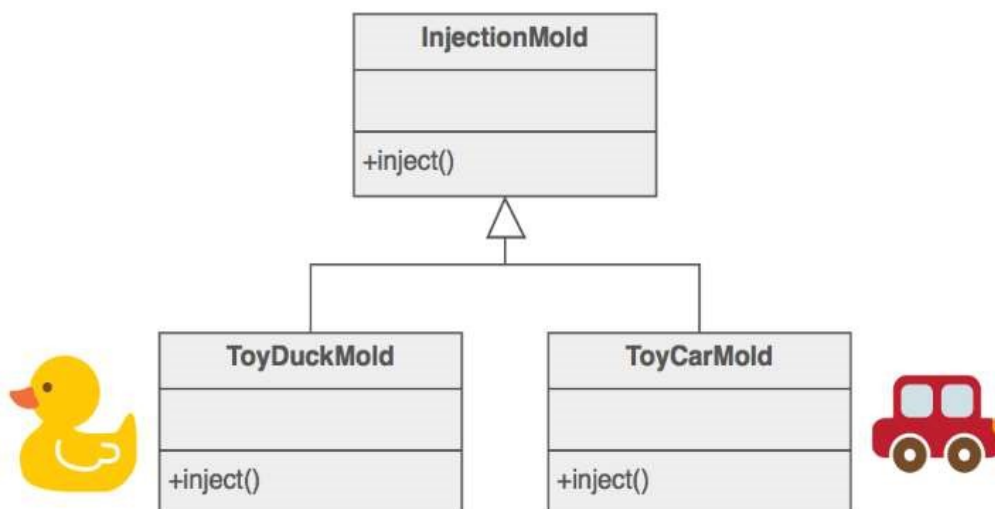 InjectionMold
+inject()
ToyDuckMold
ToyCarMold
+inject()
+inject()